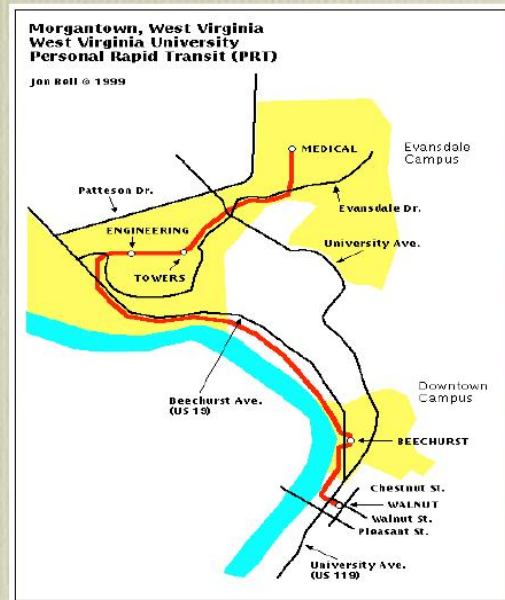 Morgantown, West Virginia
West Virginia University
Personal Rapid Transit (PRT)
Jon Bell © 1999
MEDICAL
Evansdale
Campus
Patteson Dr.
Evansdale Dr.
ENGINEERING
University Ave.
TOWERS
Downtown
Campus
Beechurst Ave.
(US 19)
BEECHURST
Chestnut St.
WALNUT
Walnut St.
Pleasant St.
University Ave.
(US 119)